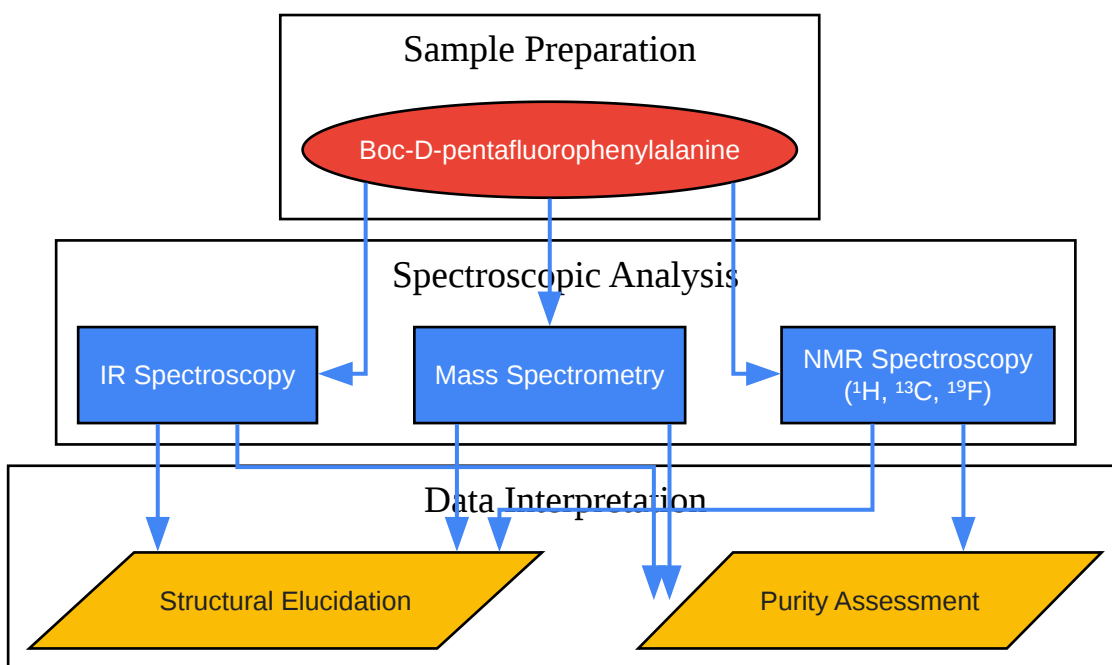 Sample Preparation
Boc-D-pentafluorophenylalanine
Spectroscopic Analysis
IR Spectroscopy
Mass Spectrometry
NMR Spectroscopy
(¹H, ¹³C, ¹⁹F)
Data Interpretation
Structural Elucidation
Purity Assessment